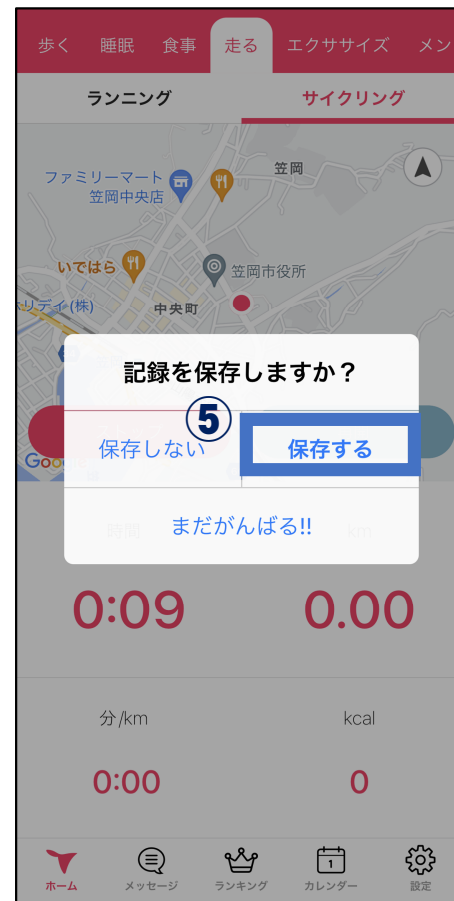 歩く 睡眠 食事 走る エクササイズ メン
ランニング サイクリング
ファミリーマート
笠岡中央店
笠岡
いではら
笠岡市役所
(株)
中央町
記録を保存しますか？
⑤
保存しない 保存する
まだがんばる!!
時間 km
0:09 0.00
分/km kcal
0:00 0
1
ホーム メッセージ ランキング カレンダー 設定